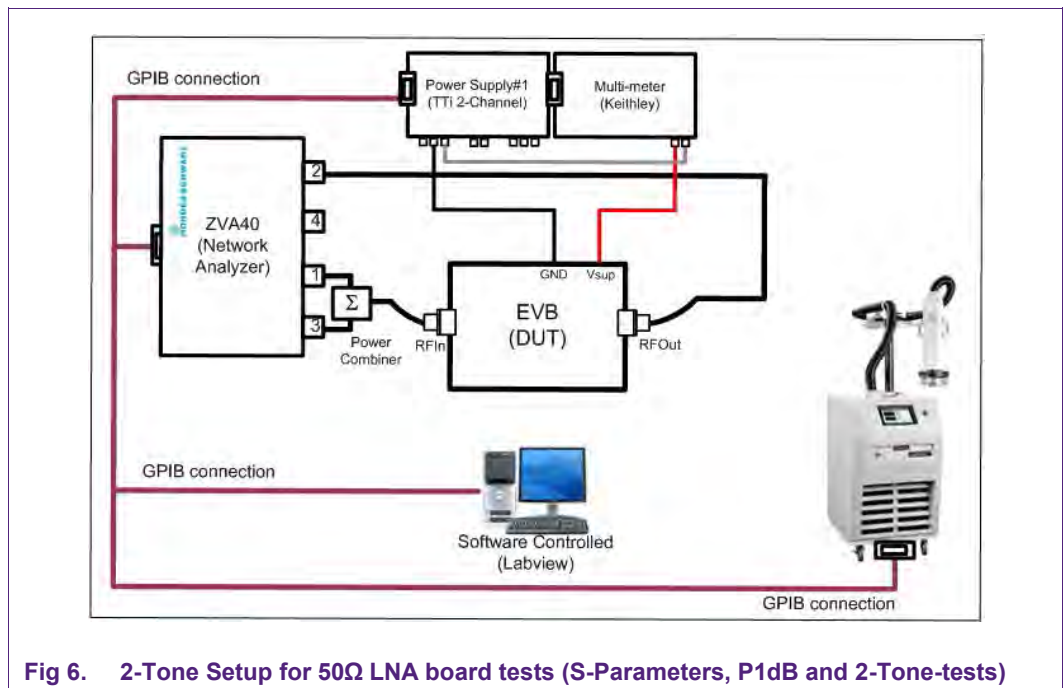 GPIB connection
Power Supply#1
(TTi 2-Channel)
Multi-meter
(Keithley)
ROHDE&SCHWARZ
ZVA40
(Network
Analyzer)
2
4
1
3
Σ
Power
Combiner
RFIn
GND
Vsup
EVB
(DUT)
RFOut
GPIB connection
Software Controlled
(Labview)
GPIB connection
Fig 6. 2-Tone Setup for 50Ω LNA board tests (S-Parameters, P1dB and 2-Tone-tests)